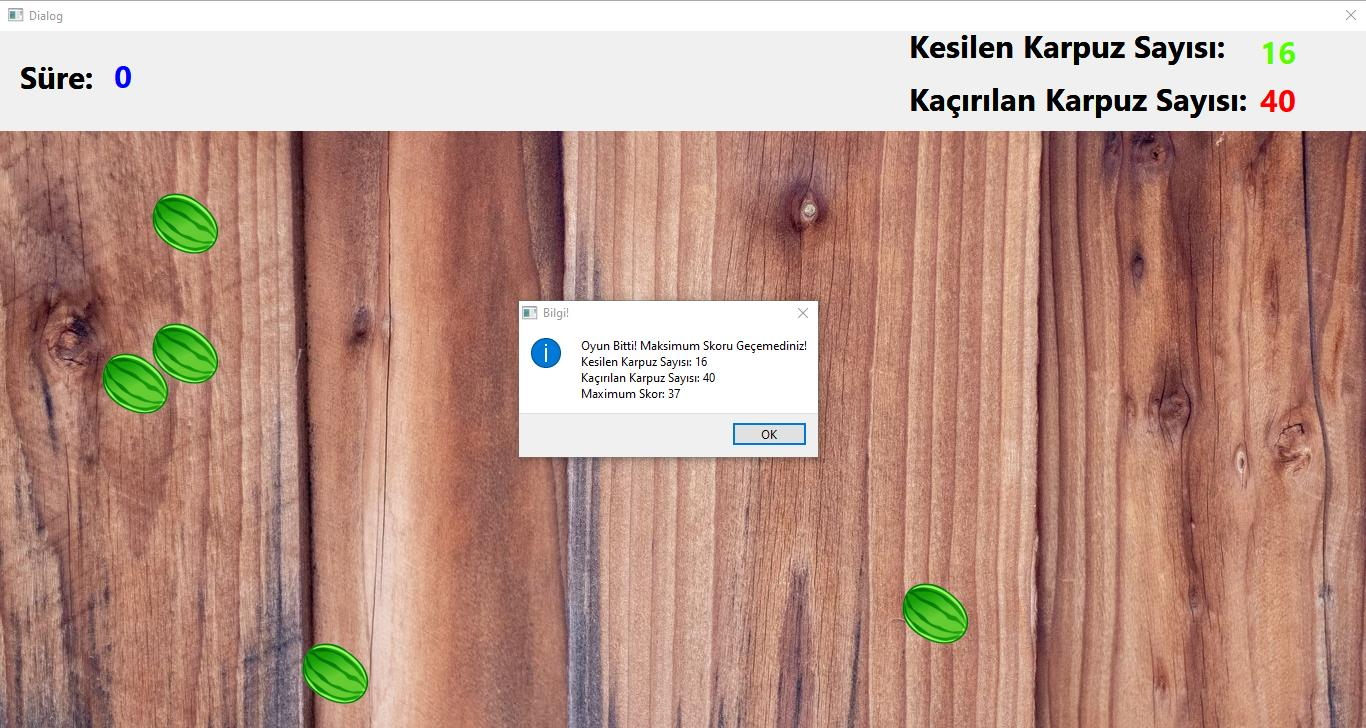 Dialog
Süre: 0
Kesilen Karpuz Sayısı: 16
Kaçırılan Karpuz Sayısı: 40
Bilgi!
Oyun Bitti! Maksimum Skoru Geçemediniz!
Kesilen Karpuz Sayısı: 16
Kaçırılan Karpuz Sayısı: 40
Maximum Skor: 37
OK